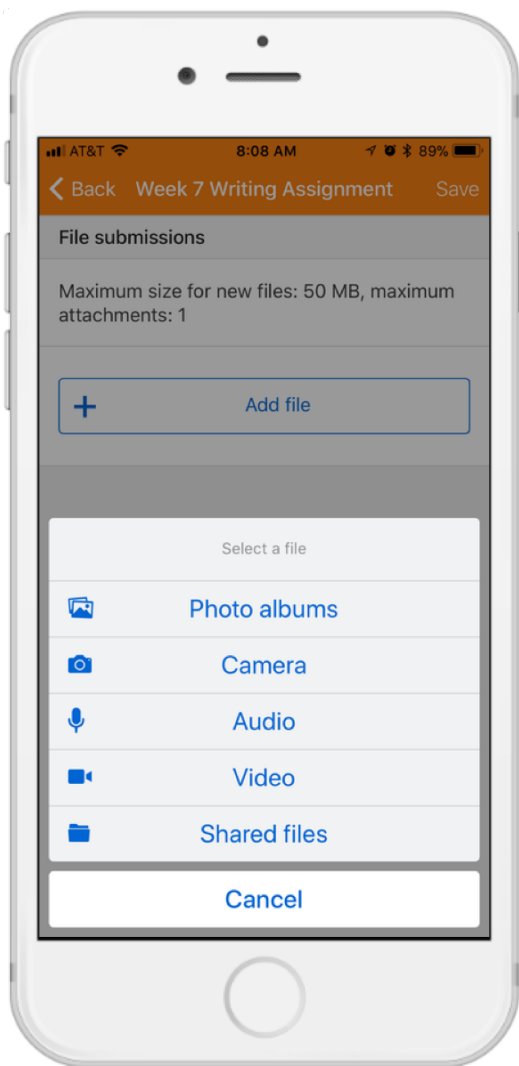 AT&T 8:08 AM 89%
Back Week 7 Writing Assignment Save
File submissions
Maximum size for new files: 50 MB, maximum
attachments: 1
+ Add file
Select a file
Photo albums
Camera
Audio
Video
Shared files
Cancel